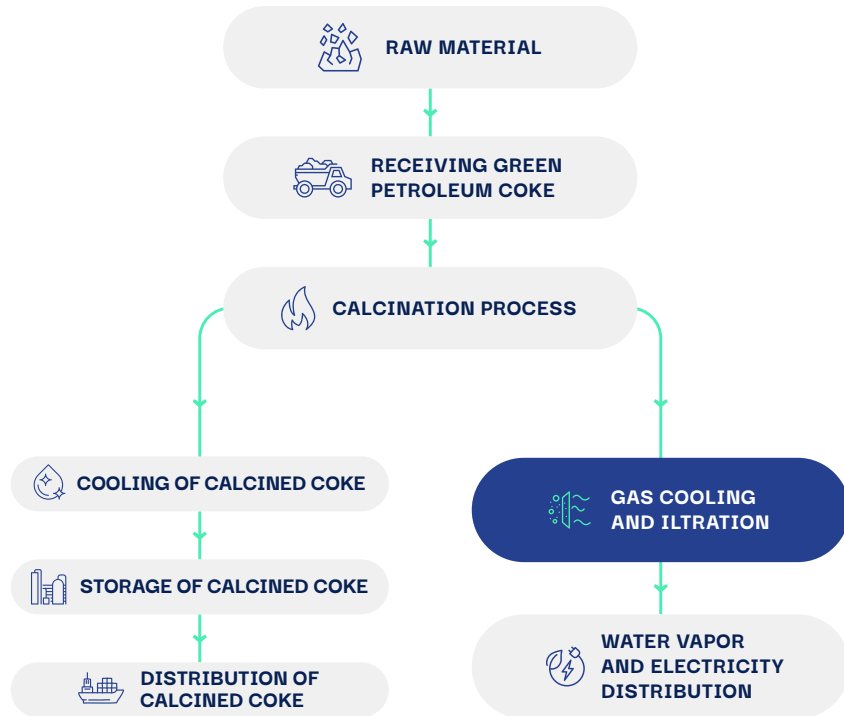 RAW MATERIAL
RECEIVING GREEN
PETROLEUM COKE
CALCINATION PROCESS
COOLING OF CALCINED COKE
STORAGE OF CALCINED COKE
DISTRIBUTION OF
CALCINED COKE
GAS COOLING
AND ILTRATION
WATER VAPOR
AND ELECTRICITY
DISTRIBUTION